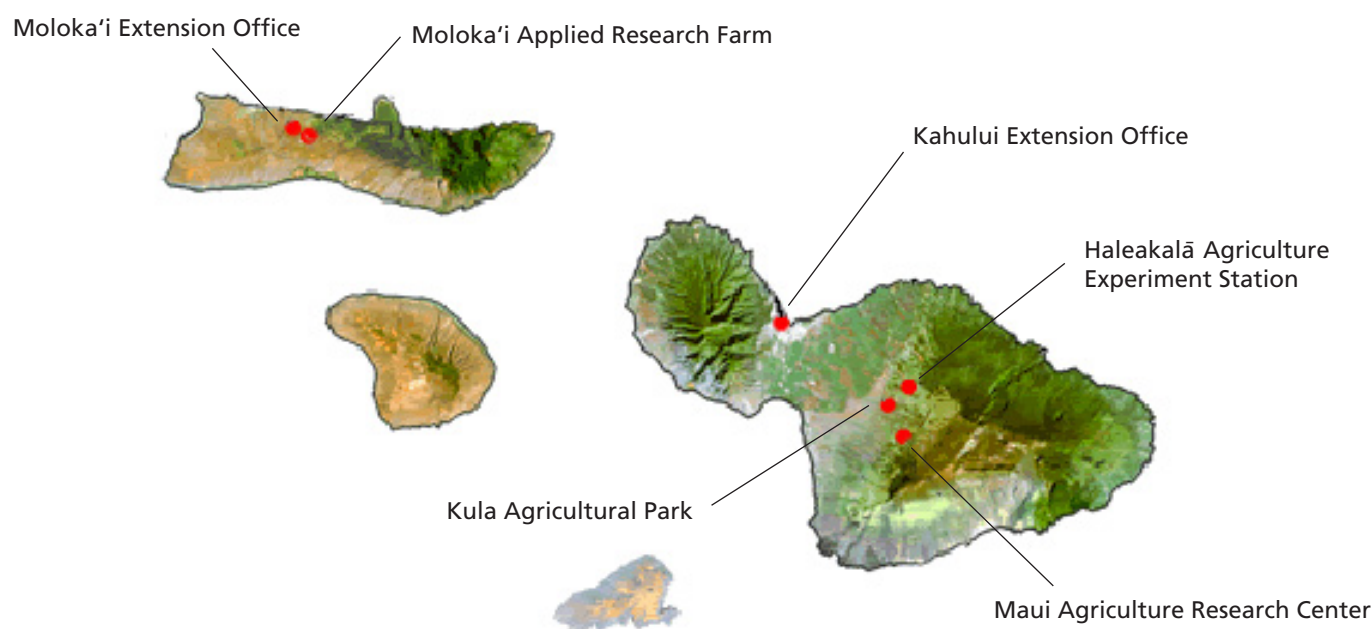 Moloka‘i Extension Office
Moloka‘i Applied Research Farm
Kahului Extension Office
Haleakalā Agriculture
Experiment Station
Kula Agricultural Park
Maui Agriculture Research Center